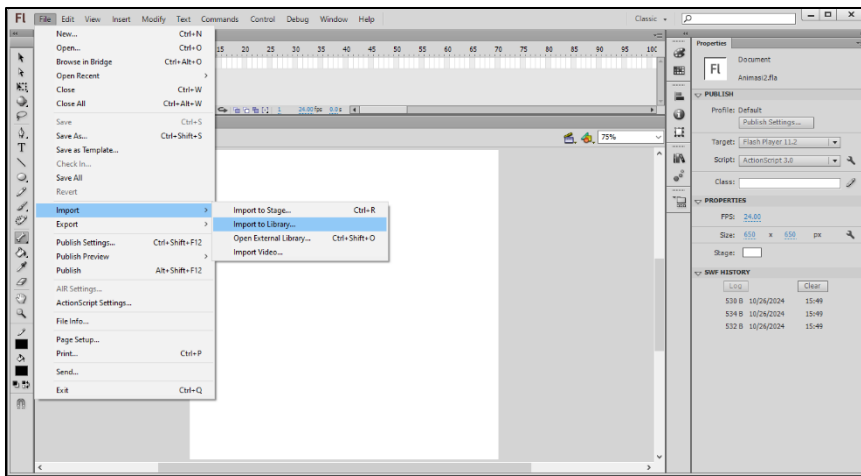 Fl File Edit View Insert Modify Text Commands Control Debug Window Help Classic
New... Ctrl+N
Open... Ctrl+O
Browse in Bridge Ctrl+Alt+O
Open Recent
Close Ctrl+W
Close All Ctrl+Alt+W
Save Ctrl+S
Save As... Ctrl+Shift+S
Save as Template...
Check In...
Save All
Revert
Import
Export
Publish Settings... Ctrl+Shift+F12
Publish Preview
Publish Alt+Shift+F12
AIR Settings...
ActionScript Settings...
File Info...
Page Setup...
Print... Ctrl+P
Send...
Exit Ctrl+Q
Import to Stage... Ctrl+R
Import to Library...
Open External Library... Ctrl+Shift+O
Import Video...
15 20 25 30 35 40 45 50 55 60 65 70 75 80 85 90 95 100
1 24.00 fps 0.0 s
75%
Properties
Fl
Document
Animasi2.fla
PUBLISH
Profile: Default
Publish Settings...
Target: Flash Player 11.2
Script: ActionScript 3.0
Class:
PROPERTIES
FPS: 24.00
Size: 650 x 650 px
Stage:
SWF HISTORY
Log Clear
530 B 10/26/2024 15:49
534 B 10/26/2024 15:49
532 B 10/26/2024 15:49